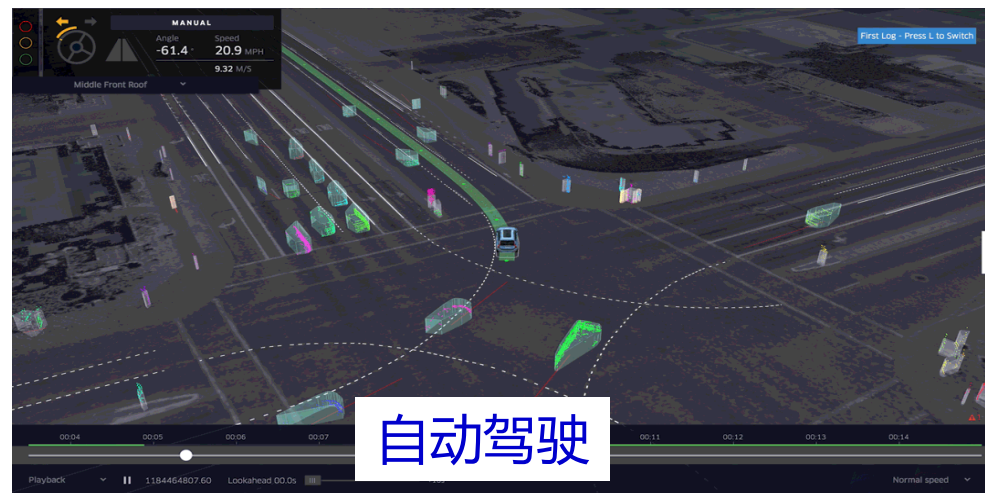 MANUAL
Angle
Speed
-61.4°
20.9 MPH
9.32 M/S
Middle Front Roof
First Log - Press L to Switch
00:04 00:05 00:06 00:07 00:11 00:12 00:13 00:14
自动驾驶
Playback
1184464807.60
Lookahead 00.0s
Normal speed